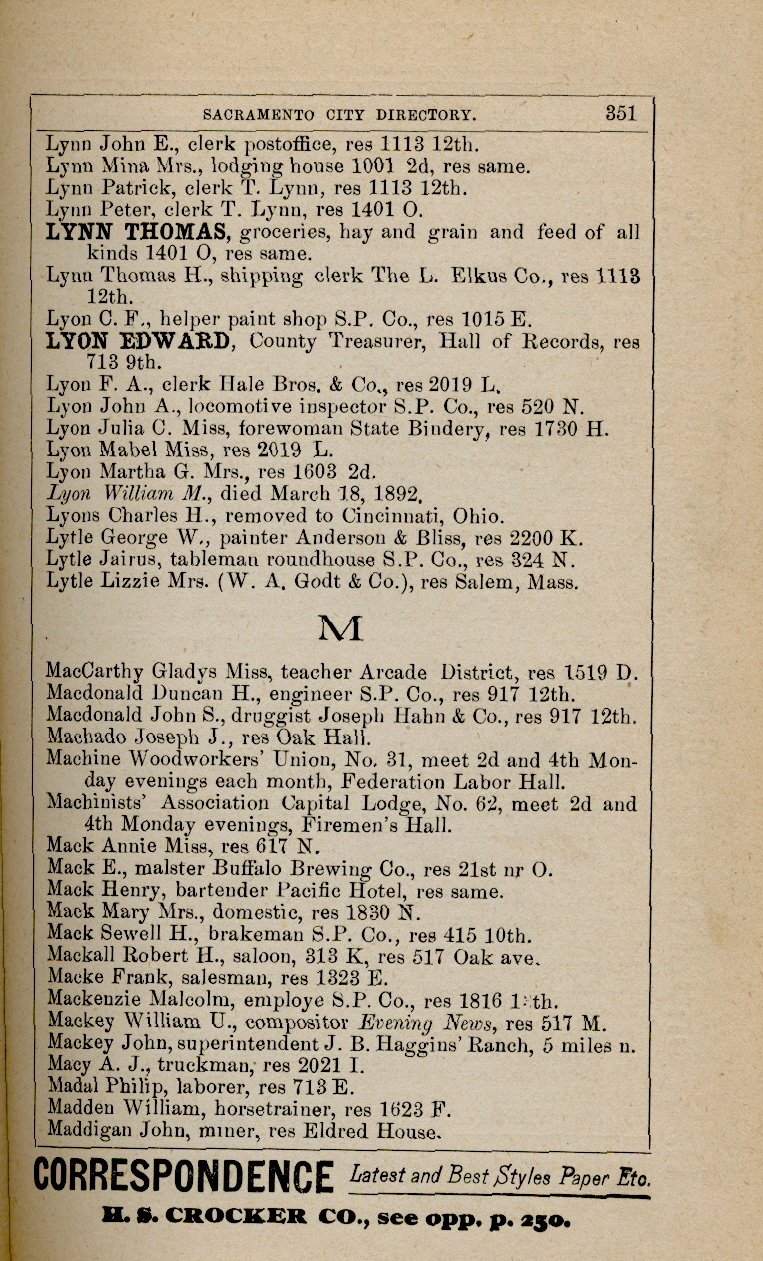 SACRAMENTO CITY DIRECTORY. 351
Lynn John E., clerk postoffice, res 1113 12th.
Lynn Mina Mrs., lodging house 1001 2d, res same.
Lynn Patrick, clerk T. Lynn, res 1113 12th.
Lynn Peter, clerk T. Lynn, res 1401 O.
LYNN THOMAS, groceries, hay and grain and feed of all
kinds 1401 O, res same.
Lynn Thomas H., shipping clerk The L. Elkus Co., res 1113
12th.
Lyon C. F., helper paint shop S.P. Co., res 1015 E.
LYON EDWARD, County Treasurer, Hall of Records, res
713 9th.
Lyon F. A., clerk Hale Bros. & Co., res 2019 L.
Lyon John A., locomotive inspector S.P. Co., res 520 N.
Lyon Julia C. Miss, forewoman State Bindery, res 1730 H.
Lyon Mabel Miss, res 2019 L.
Lyon Martha G. Mrs., res 1603 2d.
Lyon William M., died March 18, 1892.
Lyons Charles H., removed to Cincinnati, Ohio.
Lytle George W., painter Anderson & Bliss, res 2200 K.
Lytle Jairus, tableman roundhouse S.P. Co., res 324 N.
Lytle Lizzie Mrs. (W. A. Godt & Co.), res Salem, Mass.
M
MacCarthy Gladys Miss, teacher Arcade District, res 1519 D.
Macdonald Duncan H., engineer S.P. Co., res 917 12th.
Macdonald John S., druggist Joseph Hahn & Co., res 917 12th.
Machado Joseph J., res Oak Hall.
Machine Woodworkers' Union, No. 31, meet 2d and 4th Mon-
day evenings each month, Federation Labor Hall.
Machinists' Association Capital Lodge, No. 62, meet 2d and
4th Monday evenings, Firemen's Hall.
Mack Annie Miss, res 617 N.
Mack E., malster Buffalo Brewing Co., res 21st nr O.
Mack Henry, bartender Pacific Hotel, res same.
Mack Mary Mrs., domestic, res 1830 N.
Mack Sewell H., brakeman S.P. Co., res 415 10th.
Mackall Robert H., saloon, 313 K, res 517 Oak ave.
Macke Frank, salesman, res 1323 E.
Mackenzie Malcolm, employe S.P. Co., res 1816
Mackey William U., compositor Evening News, res 517 M.
Mackey John, superintendent J. B. Haggins' Ranch, 5 miles n.
Macy A. J., truckman, res 2021 I.
Madal Philip, laborer, res 713 E.
Madden William, horsetrainer, res 1623 F.
Maddigan John, miner, res Eldred House.
CORRESPONDENCE Latest and Best Styles Paper Etc.
H. S. CROCKER CO., see opp. p. 250.